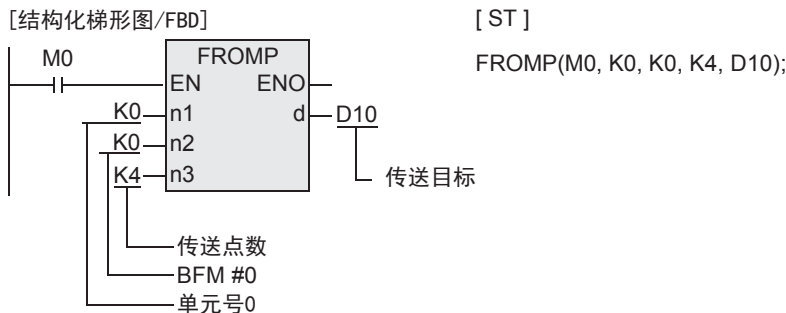 [结构化梯形图/FBD]
[ ST ]
M0
FROMP
FROMP(M0, K0, K0, K4, D10);
EN ENO
K0 n1 d D10
K0 n2
K4 n3
传送目标
传送点数
BFM #0
单元号0